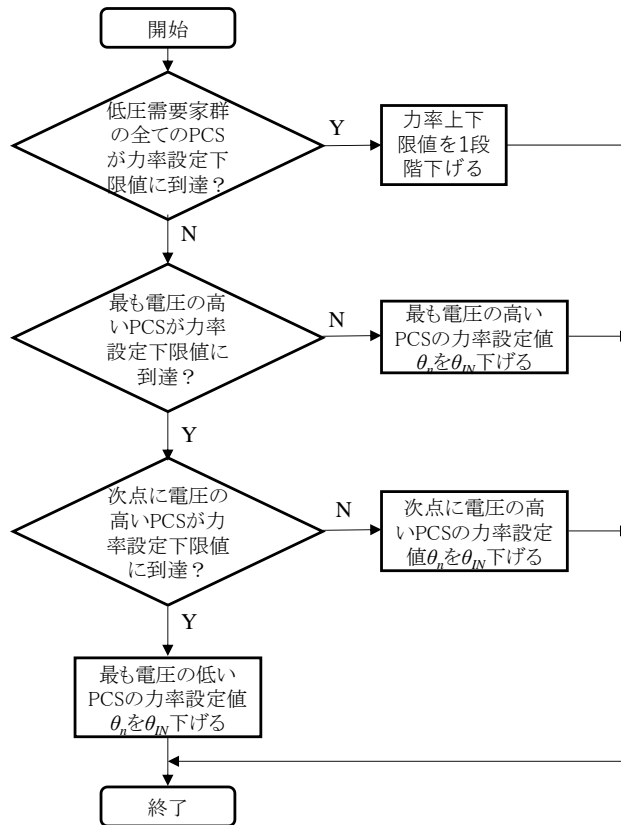 開始
低圧需要家群
の全てのPCS
が力率設定下
限値に到達？
Y
力率上下
限値を1段
階下げる
N
最も電圧の高
いPCSが力率
設定下限値に
到達？
N
最も電圧の高い
PCSの力率設定値
θnをθIN下げる
Y
次点に電圧の
高いPCSが力
率設定下限値
に到達？
N
次点に電圧の高
いPCSの力率設定
値θnをθIN下げる
Y
最も電圧の低い
PCSの力率設定値
θnをθIN下げる
終了